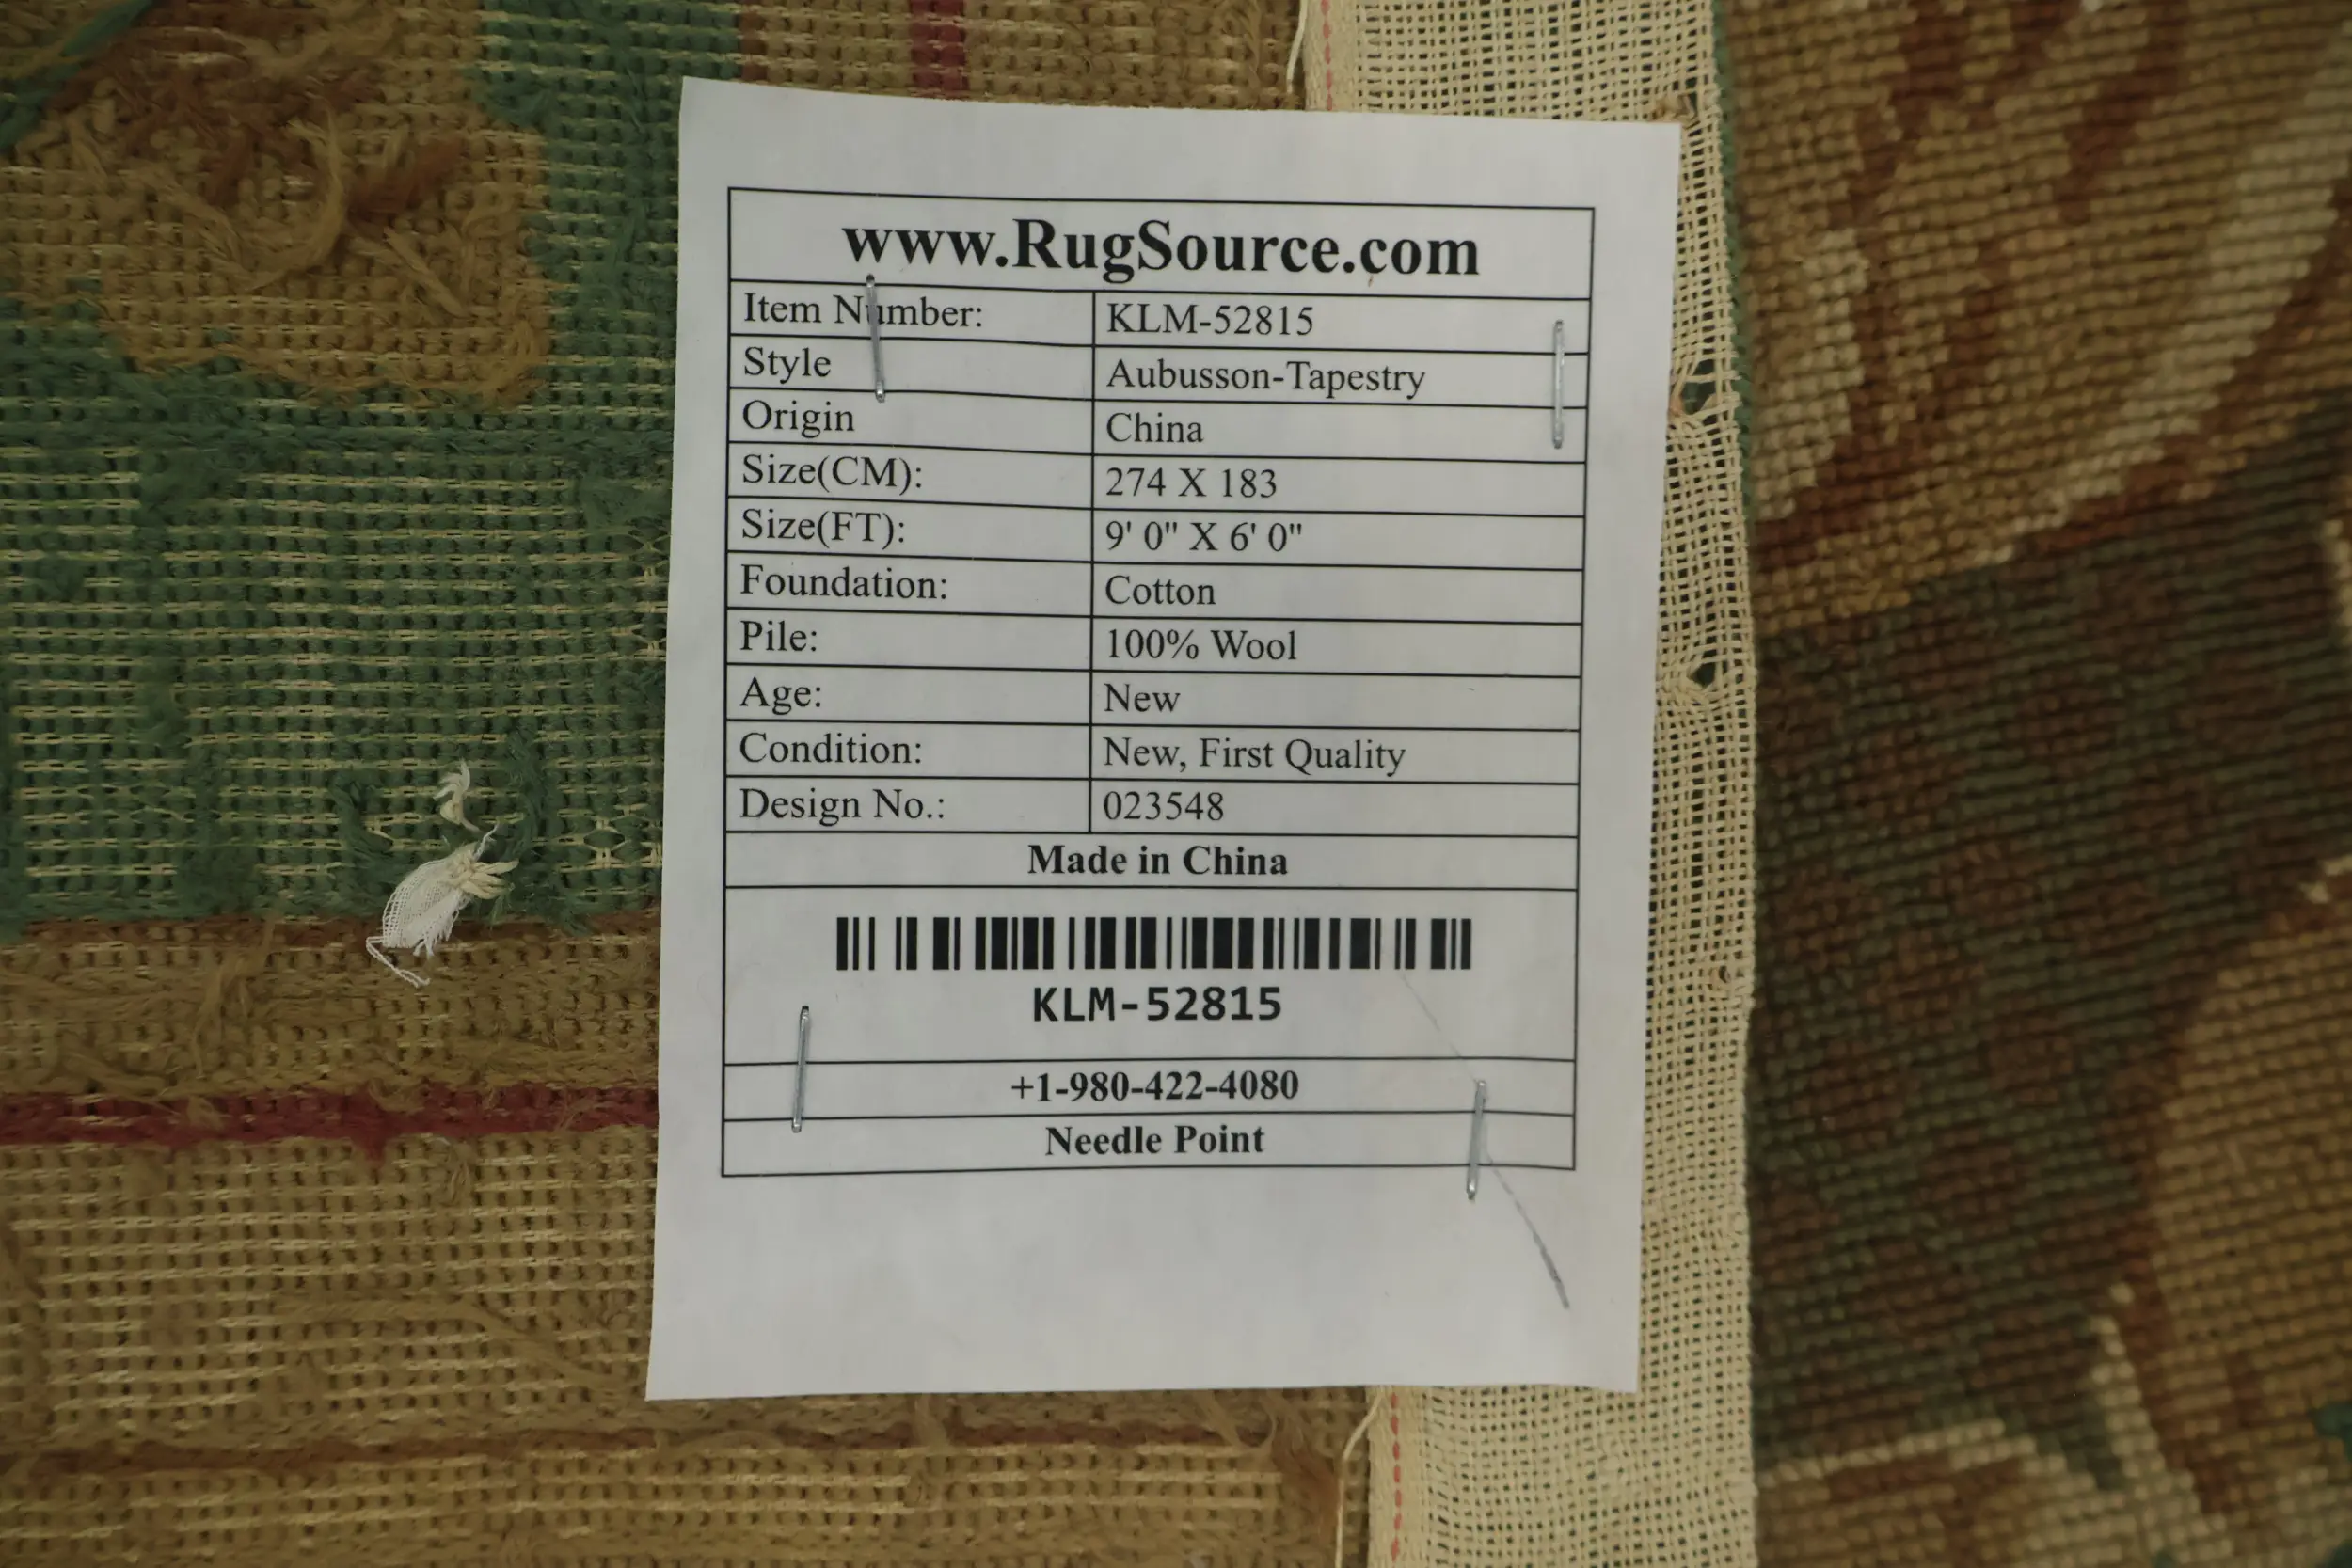 www.RugSource.com
Item Number: KLM-52815
Style Aubusson-Tapestry
Origin China
Size(CM): 274 X 183
Size(FT): 9' 0" X 6' 0"
Foundation: Cotton
Pile: 100% Wool
Age: New
Condition: New, First Quality
Design No.: 023548
Made in China
KLM-52815
+1-980-422-4080
Needle Point